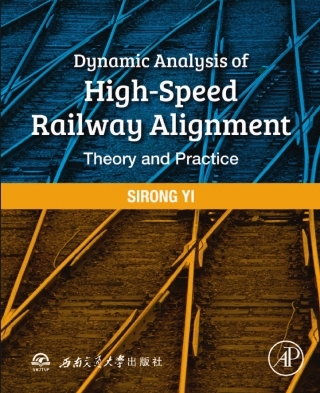 Dynamic Analysis of
High-Speed
Railway Alignment
Theory and Practice
SIRONG YI
西南交通大学出版社
AP